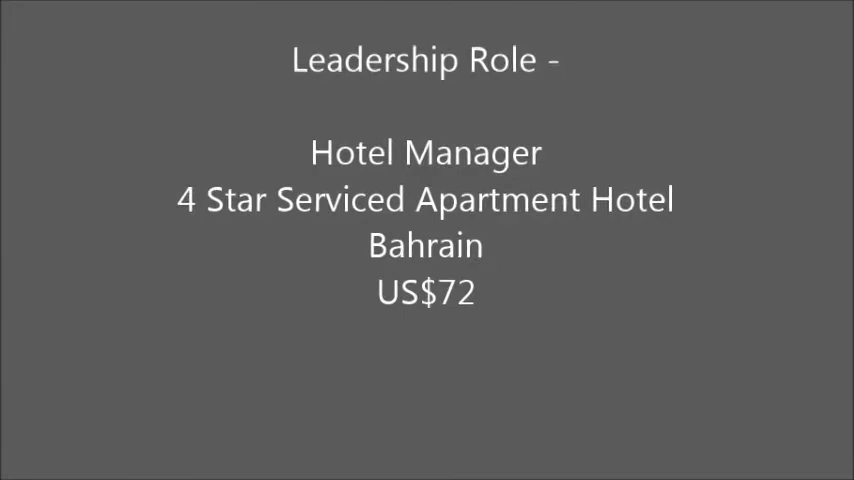 Leadership Role -
Hotel Manager
4 Star Serviced Apartment Hotel
Bahrain
US$72